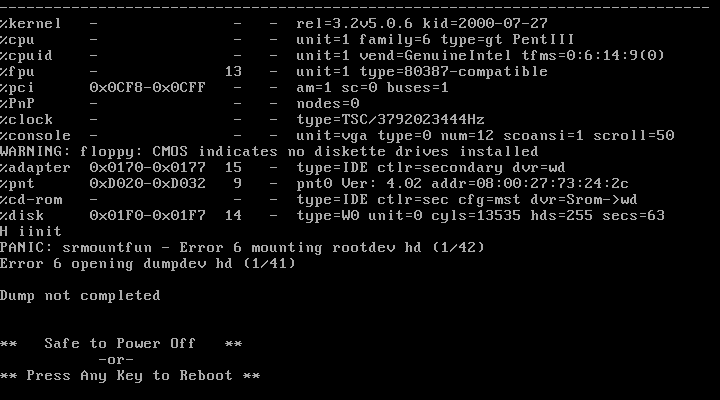 --------------------------------------------------------------------------------
%kernel   -              -   -  rel=3.2v5.0.6 kid=2000-07-27
%cpu      -              -   -  unit=1 family=6 type=gt PentIII
%cpuid    -              -   -  unit=1 vend=GenuineIntel tfms=0:6:14:9(0)
%fpu      -             13   -  unit=1 type=80387-compatible
%pci      0x0CF8-0x0CFF  -   -  am=1 sc=0 buses=1
%PnP      -              -   -  nodes=0
%clock    -              -   -  type=TSC/3792023444Hz
%console  -              -   -  unit=vga type=0 num=12 scoansi=1 scroll=50
WARNING: floppy: CMOS indicates no diskette drives installed
%adapter  0x0170-0x0177 15   -  type=IDE ctlr=secondary dvr=wd
%pnt      0xD020-0xD032  9   -  pnt0 Ver: 4.02 addr=08:00:27:73:24:2c
%cd-rom   -              -   -  type=IDE ctlr=sec cfg=mst dvr=Srom->wd
%disk     0x01F0-0x01F7 14   -  type=W0 unit=0 cyls=13535 hds=255 secs=63
H iinit
PANIC: srmountfun - Error 6 mounting rootdev hd (1/42)
Error 6 opening dumpdev hd (1/41)
Dump not completed
**   Safe to Power Off   **
-or-
** Press Any Key to Reboot **